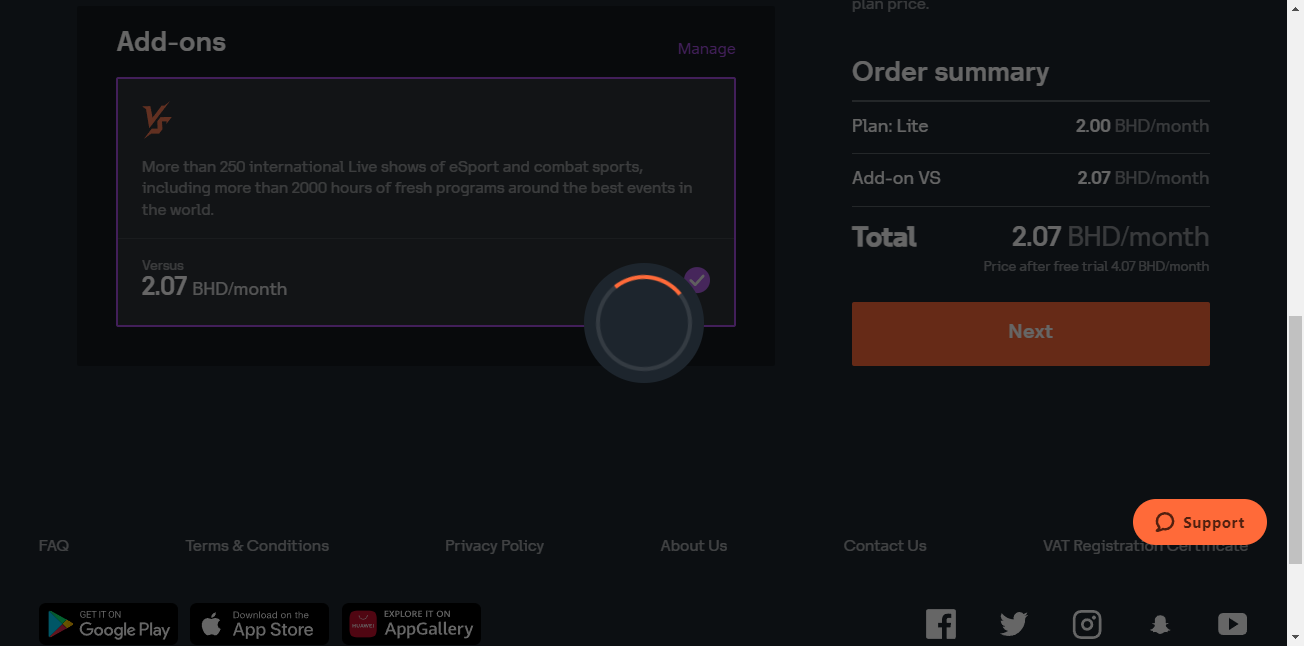 plan price.
Add-ons
Manage
VS
More than 250 international Live shows of eSport and combat sports,
including more than 2000 hours of fresh programs around the best events in
the world.
Versus
2.07 BHD/month
Order summary
Plan: Lite 2.00 BHD/month
Add-on VS 2.07 BHD/month
Total 2.07 BHD/month
Price after free trial 4.07 BHD/month
Next
Support
FAQ Terms & Conditions Privacy Policy About Us Contact Us VAT Registration Certificate
GET IT ON
Google Play
Download on the
App Store
HUAWEI
EXPLORE IT ON
AppGallery